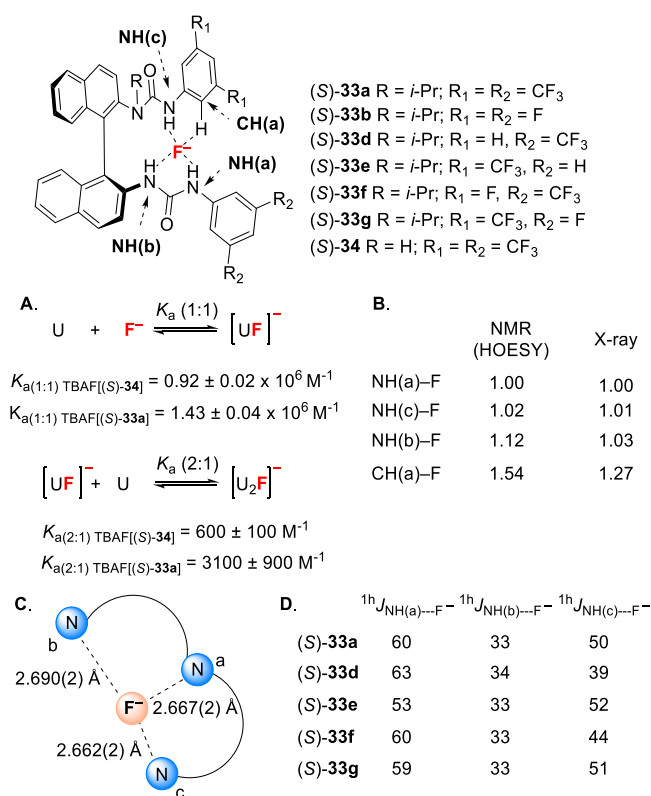 R₁
NH(c)
R
O
N
N
H
R₁
H
CH(a)
F⁻
H
N
H
N
NH(a)
O
R₂
NH(b)
R₂
(S)-33a R = i-Pr; R₁ = R₂ = CF₃
(S)-33b R = i-Pr; R₁ = R₂ = F
(S)-33d R = i-Pr; R₁ = H, R₂ = CF₃
(S)-33e R = i-Pr; R₁ = CF₃, R₂ = H
(S)-33f R = i-Pr; R₁ = F, R₂ = CF₃
(S)-33g R = i-Pr; R₁ = CF₃, R₂ = F
(S)-34 R = H; R₁ = R₂ = CF₃
A.
Kₐ (1:1)
U + F⁻ ⇌ [UF]⁻
Kₐ(1:1) TBAF[(S)-34] = 0.92 ± 0.02 x 10⁶ M⁻¹
Kₐ(1:1) TBAF[(S)-33a] = 1.43 ± 0.04 x 10⁶ M⁻¹
Kₐ (2:1)
[UF]⁻ + U ⇌ [U₂F]⁻
Kₐ(2:1) TBAF[(S)-34] = 600 ± 100 M⁻¹
Kₐ(2:1) TBAF[(S)-33a] = 3100 ± 900 M⁻¹
B.
NMR (HOESY) X-ray
NH(a)–F 1.00 1.00
NH(c)–F 1.02 1.01
NH(b)–F 1.12 1.03
CH(a)–F 1.54 1.27
C.
N
b
N
a
2.690(2) Å
F⁻
2.667(2) Å
2.662(2) Å
N
c
D.
¹ʰJNH(a)---F⁻ ¹ʰJNH(b)---F⁻ ¹ʰJNH(c)---F⁻
(S)-33a 60 33 50
(S)-33d 63 34 39
(S)-33e 53 33 52
(S)-33f 60 33 44
(S)-33g 59 33 51